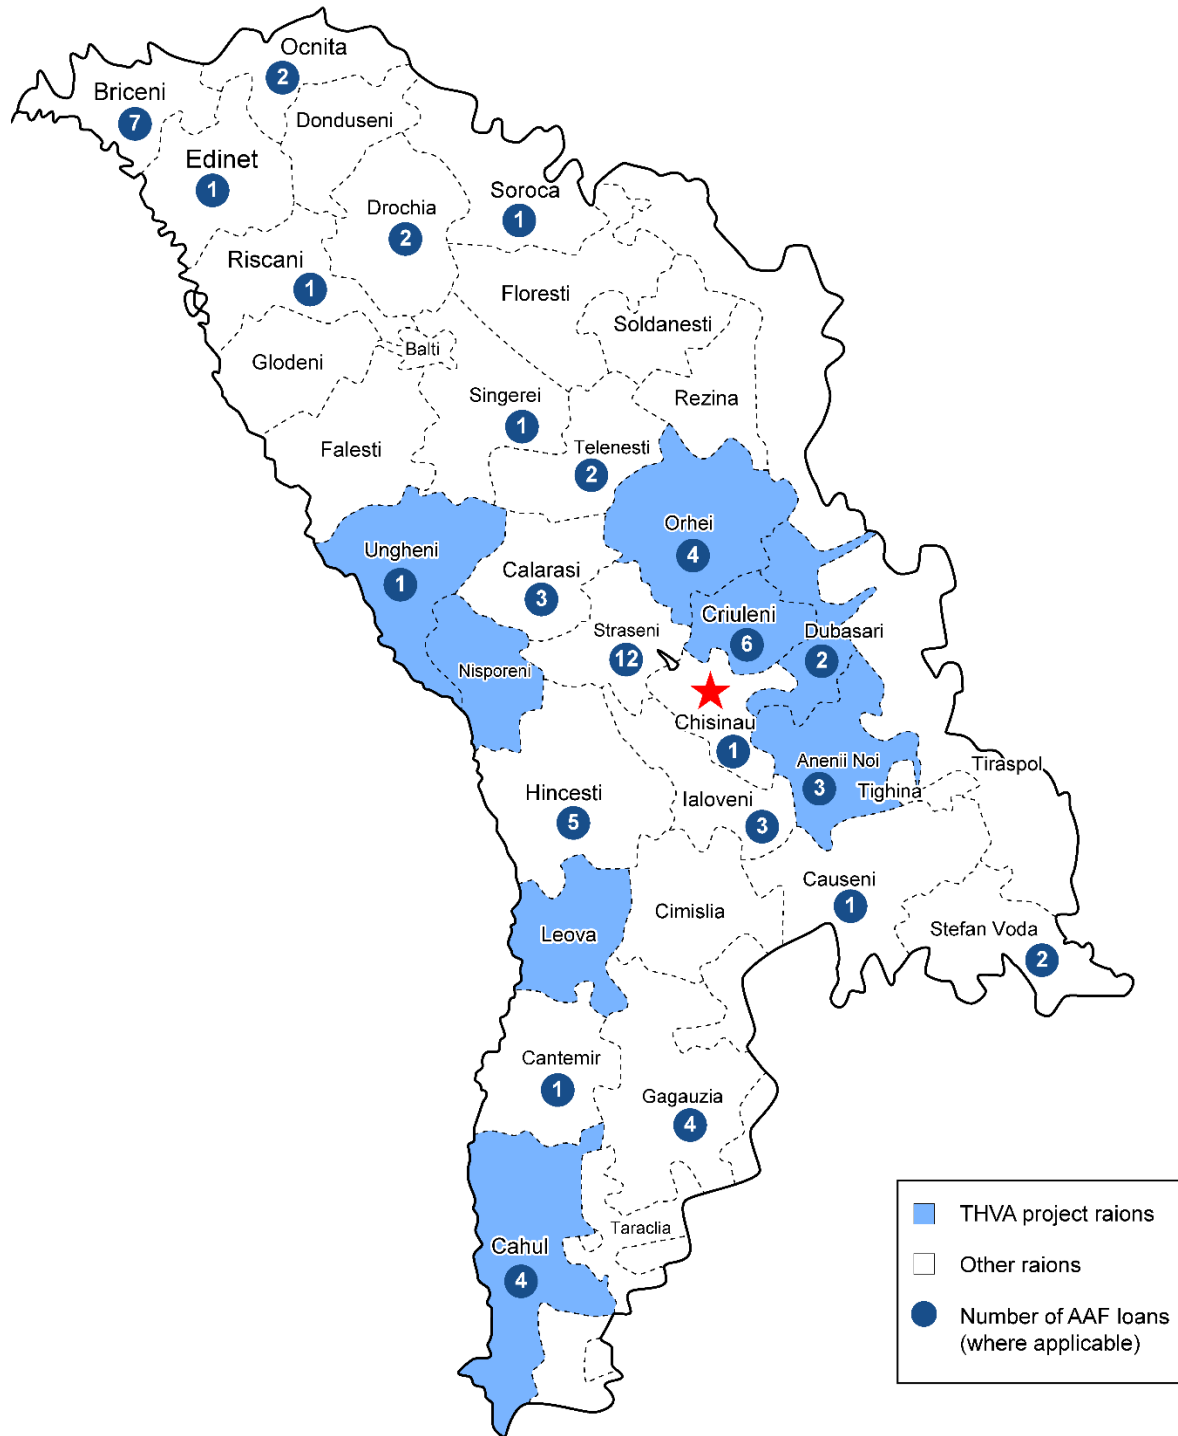 Ocnita
2
Briceni
7
Donduseni
Edinet
1
Soroca
1
Drochia
2
Riscani
1
Floresti
Soldanesti
Balti
Glodeni
Singerei
1
Rezina
Falesti
Telenesti
2
Orhei
4
Ungheni
1
Calarasi
3
Criuleni
6
Straseni
12
Dubasari
2
Nisporeni
Chisinau
1
Anenii Noi
3
Tiraspol
Tighina
Hincesti
5
Ialoveni
3
Causeni
1
Cimislia
Leova
Stefan Voda
2
Cantemir
1
Gagauzia
4
Taraclia
Cahul
4
THVA project raions
Other raions
Number of AAF loans
(where applicable)